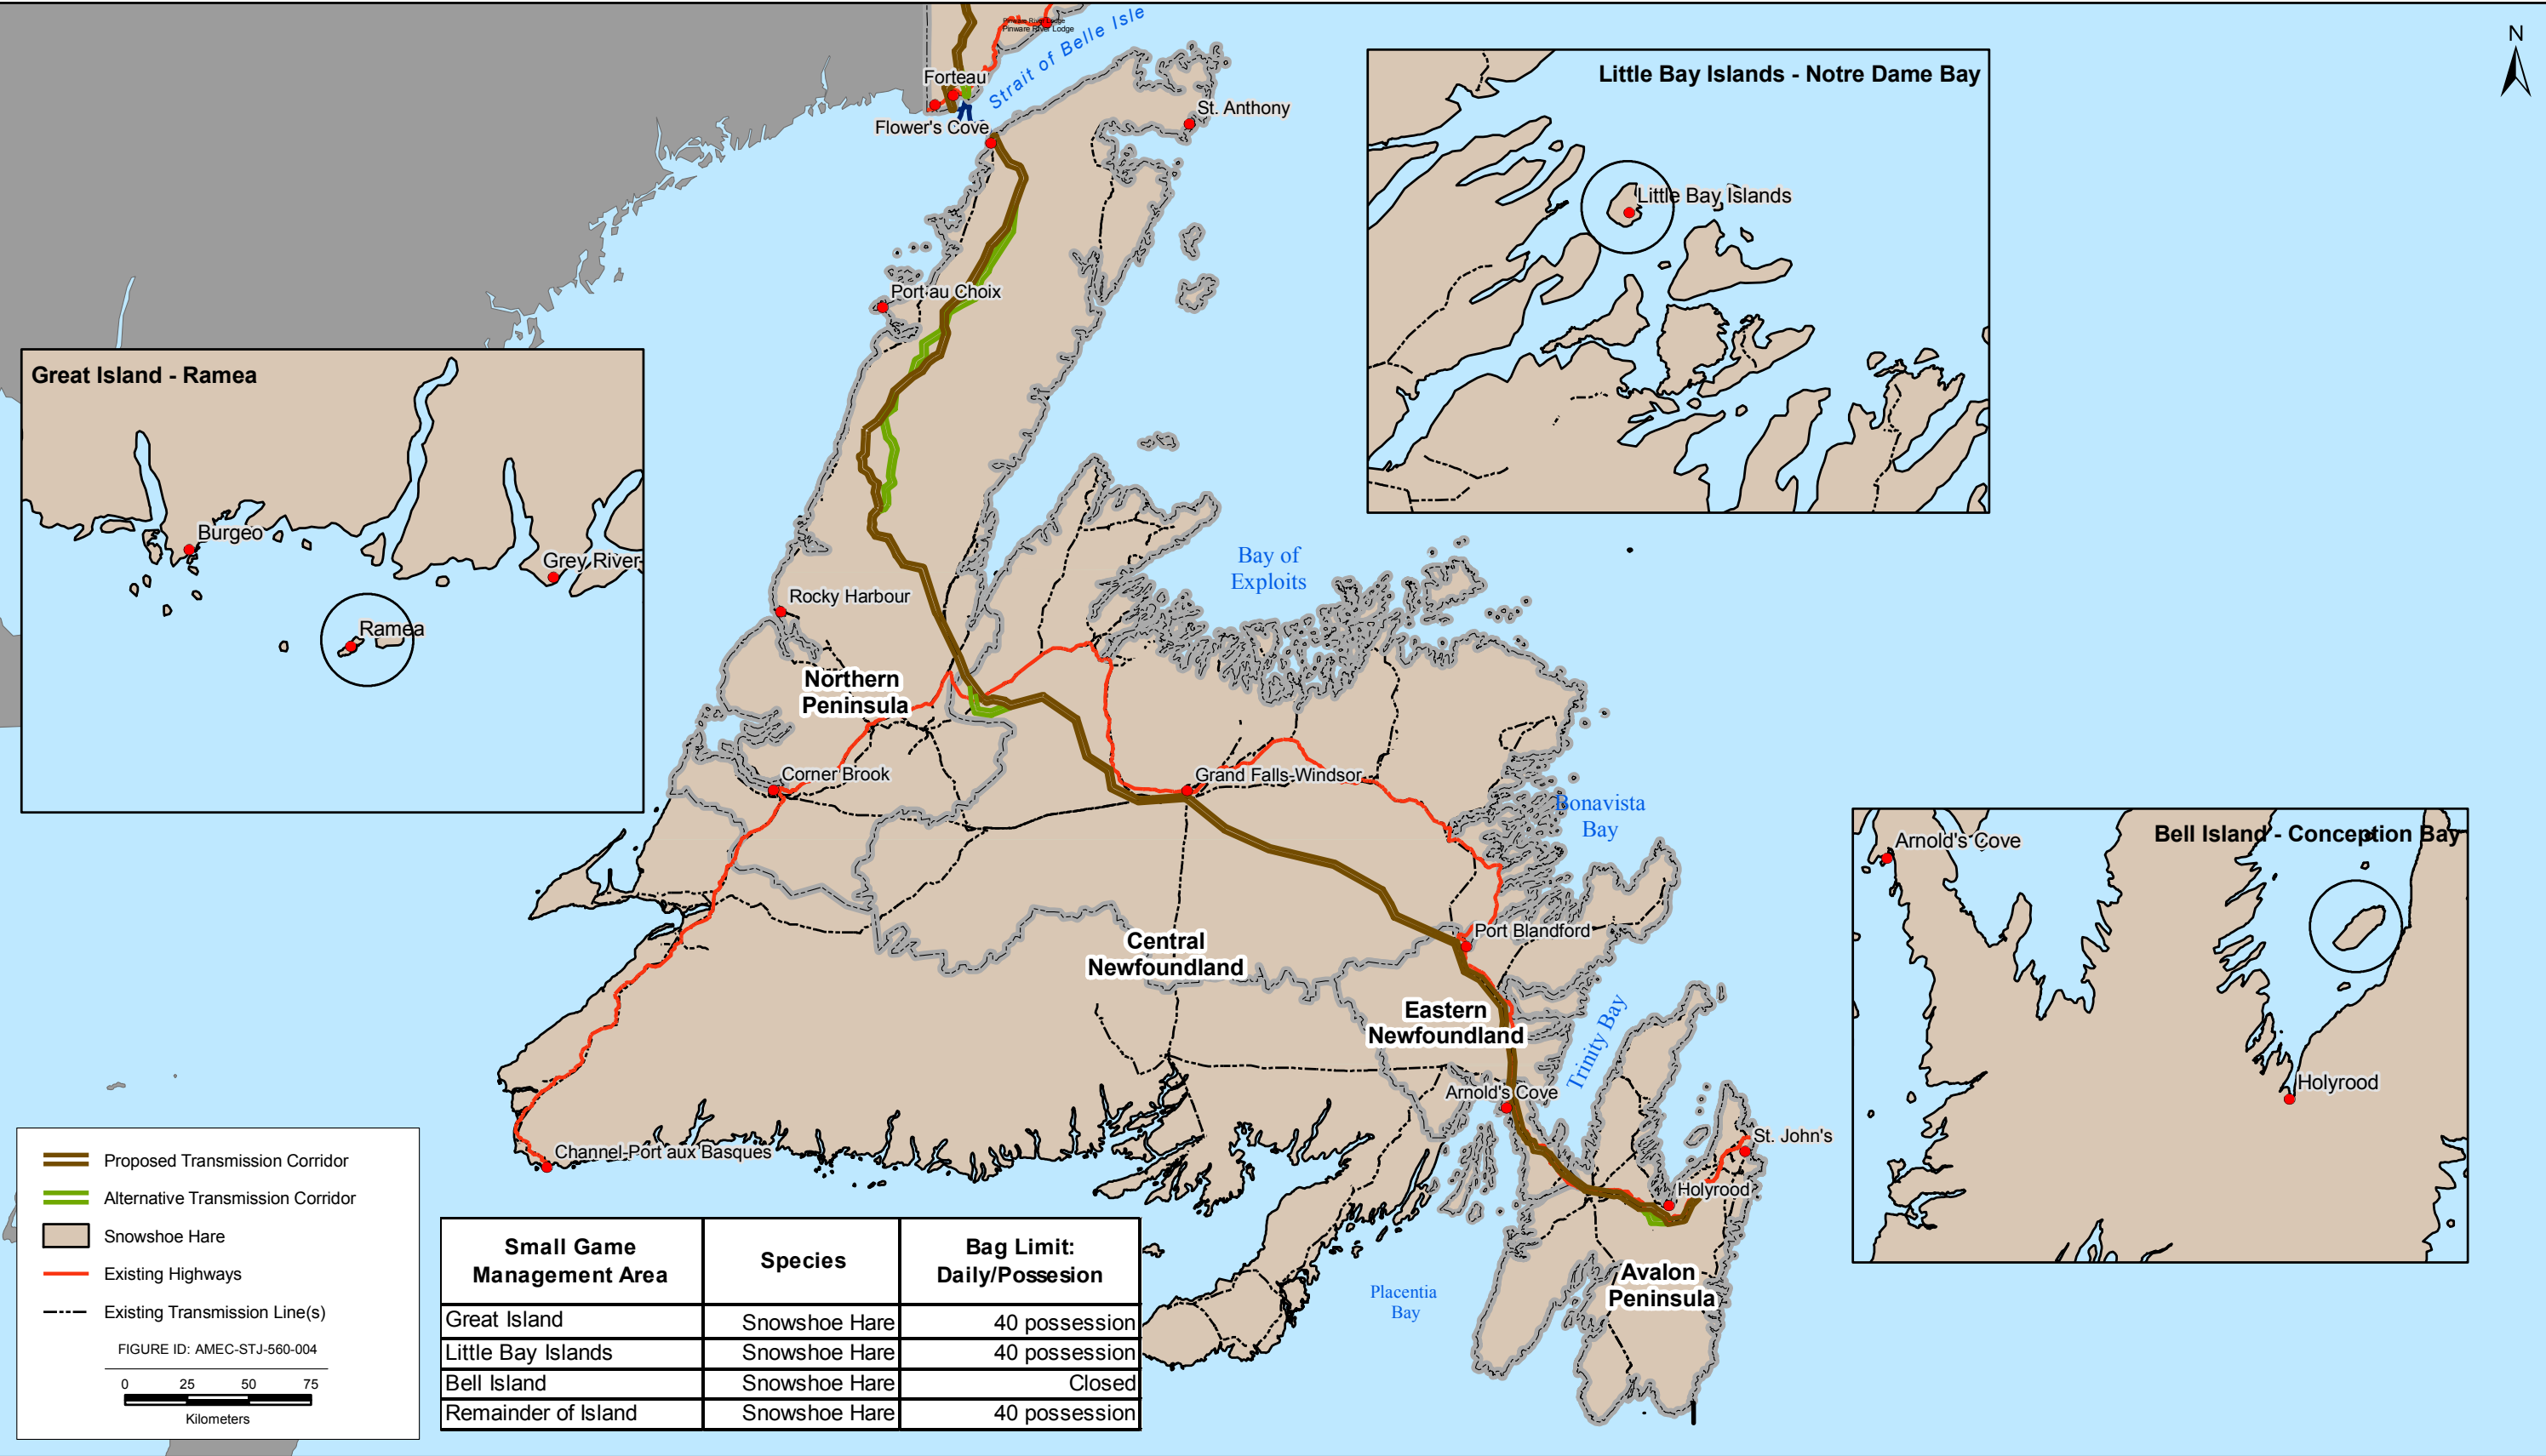 Pinware River Lodge
Pinware River Lodge
Strait of Belle Isle
N
Forteau
Flower's Cove
St. Anthony
Port au Choix
Little Bay Islands - Notre Dame Bay
Little Bay Islands
Great Island - Ramea
Burgeo
Grey River
Ramea
Bay of
Exploits
Rocky Harbour
Northern
Peninsula
Corner Brook
Grand Falls-Windsor
Bonavista
Bay
Port Blandford
Central
Newfoundland
Eastern
Newfoundland
Trinity Bay
Arnold's Cove
Bell Island - Conception Bay
Arnold's Cove
Holyrood
Channel-Port aux Basques
St. John's
Holyrood
Avalon
Peninsula
Placentia
Bay
Proposed Transmission Corridor
Alternative Transmission Corridor
Snowshoe Hare
Existing Highways
Existing Transmission Line(s)
FIGURE ID: AMEC-STJ-560-004
0 25 50 75
Kilometers
Small Game
Management Area
Species
Bag Limit:
Daily/Possesion
Great Island Snowshoe Hare 40 possession
Little Bay Islands Snowshoe Hare 40 possession
Bell Island Snowshoe Hare Closed
Remainder of Island Snowshoe Hare 40 possession